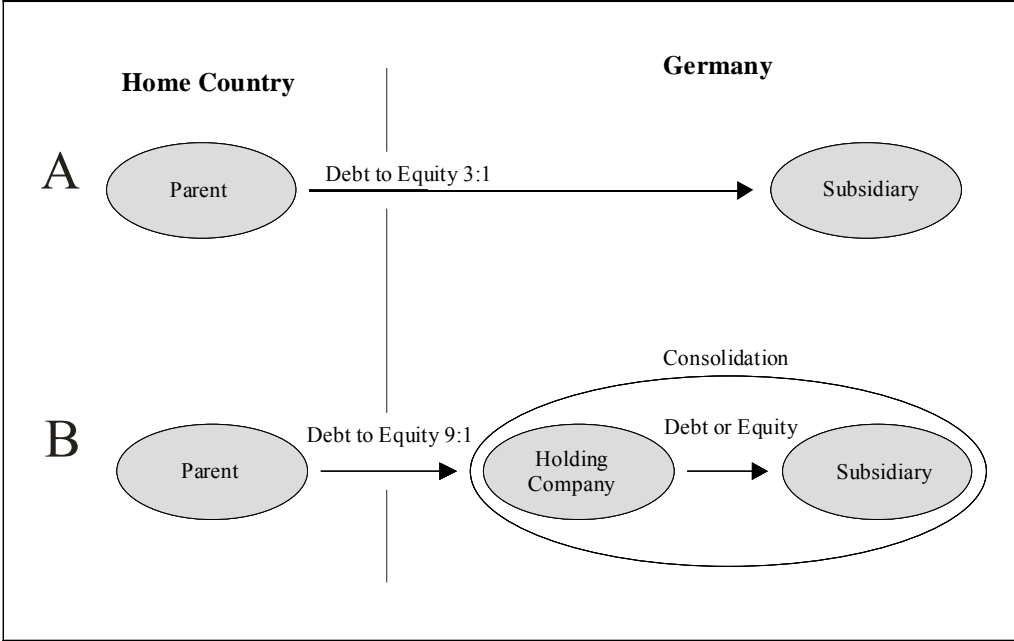 Home Country
Germany
A
Parent
Debt to Equity 3:1
Subsidiary
Consolidation
B
Parent
Debt to Equity 9:1
Holding
Company
Debt or Equity
Subsidiary